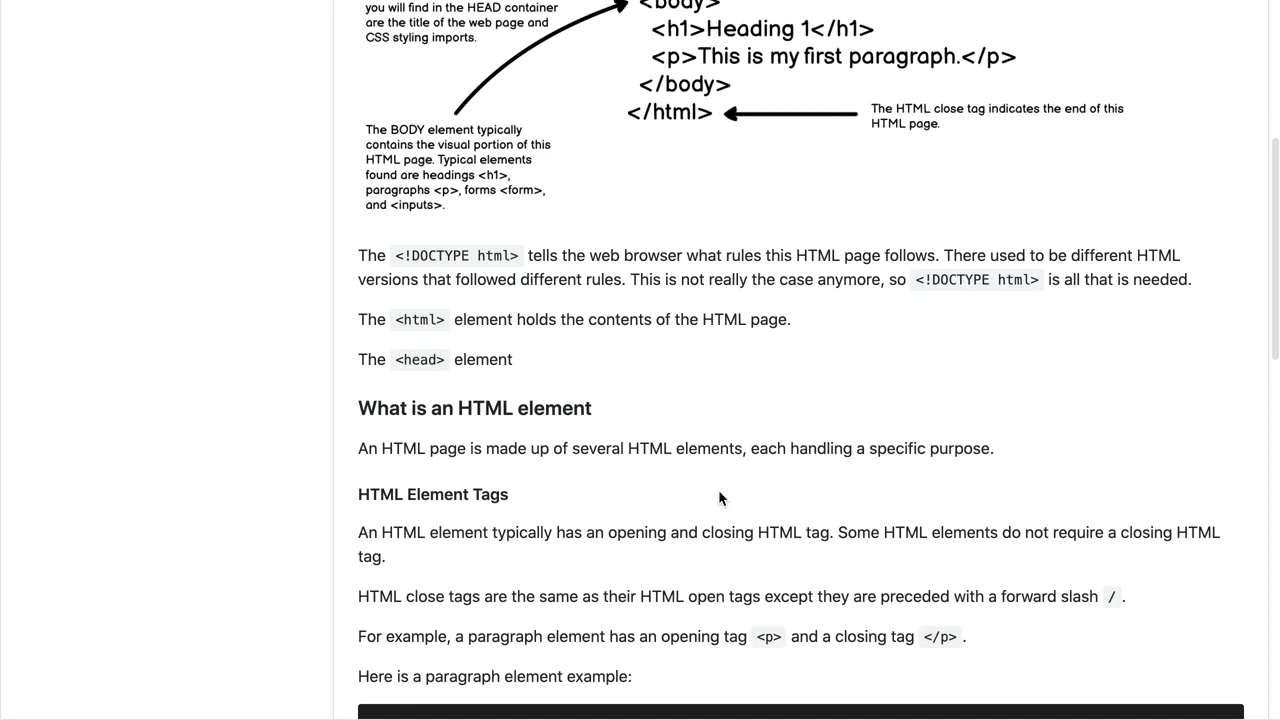 you will find in the HEAD container
are the title of the web page and
CSS styling imports.
<body>
<h1>Heading 1</h1>
<p>This is my first paragraph.</p>
</body>
</html>
The HTML close tag indicates the end of this
HTML page.
The BODY element typically
contains the visual portion of this
HTML page. Typical elements
found are headings <h1>,
paragraphs <p>, forms <form>,
and <inputs>.
The <!DOCTYPE html> tells the web browser what rules this HTML page follows. There used to be different HTML
versions that followed different rules. This is not really the case anymore, so <!DOCTYPE html> is all that is needed.
The <html> element holds the contents of the HTML page.
The <head> element
What is an HTML element
An HTML page is made up of several HTML elements, each handling a specific purpose.
HTML Element Tags
An HTML element typically has an opening and closing HTML tag. Some HTML elements do not require a closing HTML
tag.
HTML close tags are the same as their HTML open tags except they are preceded with a forward slash / .
For example, a paragraph element has an opening tag <p> and a closing tag </p> .
Here is a paragraph element example: